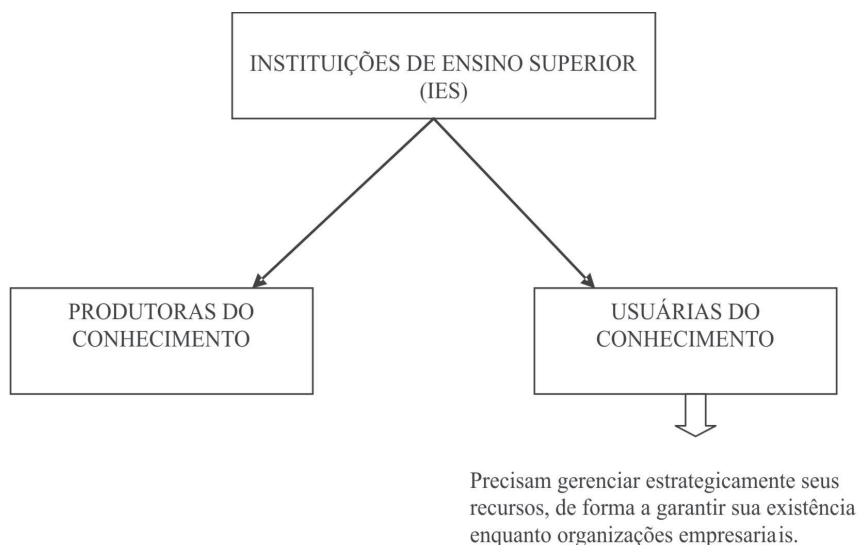 INSTITUIÇÕES DE ENSINO SUPERIOR
(IES)
PRODUTORAS DO
CONHECIMENTO
USUÁRIAS DO
CONHECIMENTO
Precisam gerenciar estrategicamente seus
recursos, de forma a garantir sua existência
enquanto organizações empresariais.